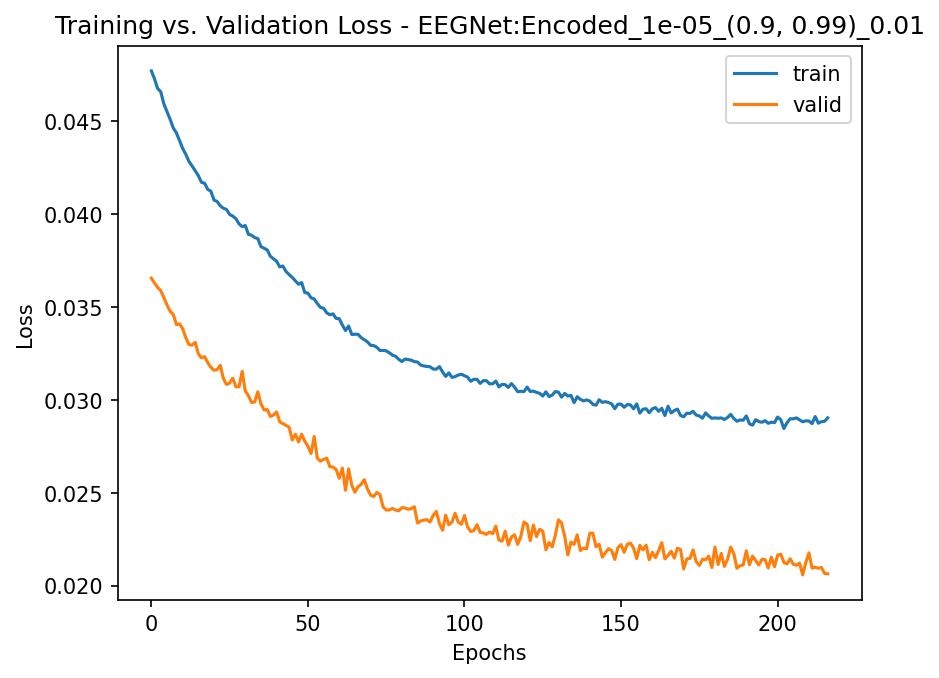 Training vs. Validation Loss - EEGNet:Encoded_1e-05_(0.9, 0.99)_0.01
train
valid
0.045
0.040
0.035
0.030
0.025
0.020
Loss
0
50
100
150
200
Epochs